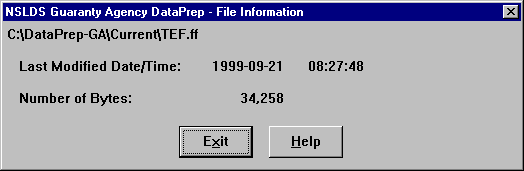 NSLDS Guaranty Agency DataPrep - File Information
C:\DataPrep-GA\Current\TEF.ff
Last Modified Date/Time: 1999-09-21 08:27:48
Number of Bytes: 34,258
Exit Help